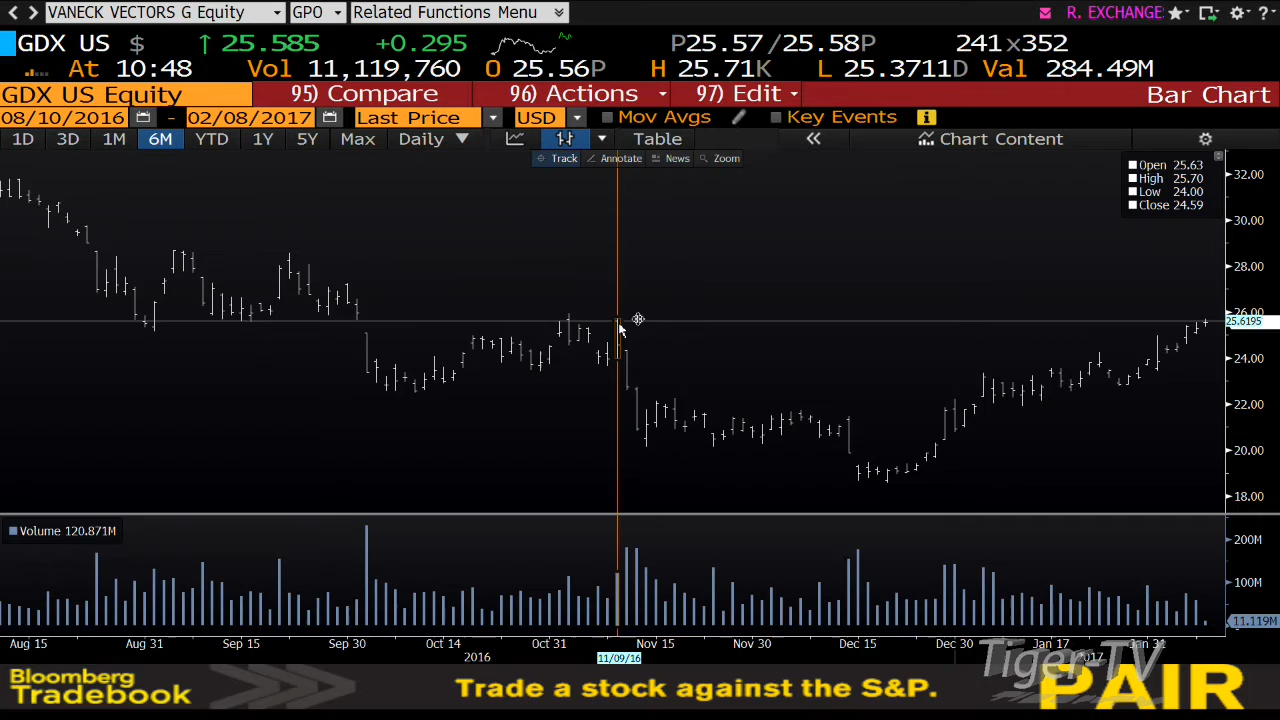 VANECK VECTORS G Equity GPO Related Functions Menu R. EXCHANGE ?
GDX US $ ↑ 25.585 +0.295 P25.57/25.58P 241x352
At 10:48 Vol 11,119,760 O 25.56P H 25.71K L 25.3711D Val 284.49M
GDX US Equity 95) Compare 96) Actions 97) Edit Bar Chart
08/10/2016 - 02/08/2017 Last Price USD Mov Avgs Key Events i
1D 3D 1M 6M YTD 1Y 5Y Max Daily Table Chart Content
Track Annotate News Zoom
Open 25.63
High 25.70
Low 24.00
Close 24.59
32.00
30.00
28.00
26.00
25.6195
24.00
22.00
20.00
18.00
Volume 120.871M
200M
100M
11.119M
Aug 15 Aug 31 Sep 15 Sep 30 Oct 14 Oct 31 Nov 15 Nov 30 Dec 15 Dec 30 Jan 17 Jan 31
2016 11/09/16 2017
Tiger-TV
Bloomberg
Tradebook
Trade a stock against the S&P.
PAIR